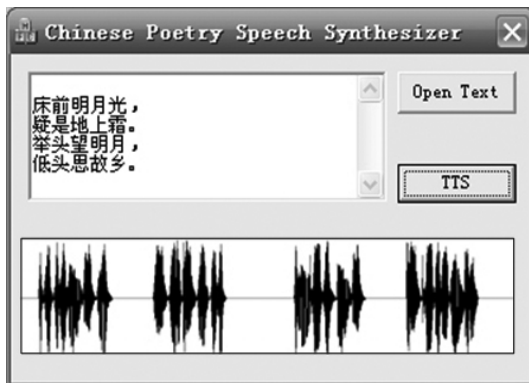 Chinese Poetry Speech Synthesizer
床前明月光，
疑是地上霜。
举头望明月，
低头思故乡。
Open Text
TTS